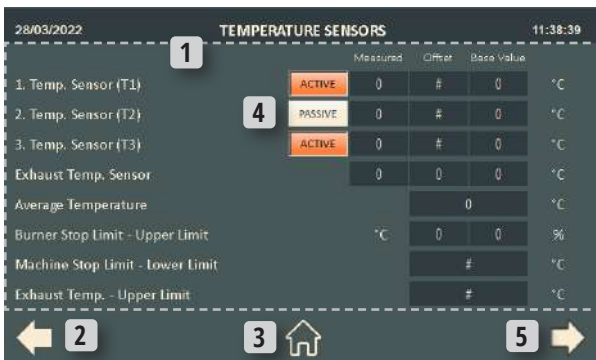 28/03/2022 TEMPERATURE SENSORS 11:38:39
1
Measured Offset Base Value
1. Temp. Sensor (T1) ACTIVE 0 # 0 °C
2. Temp. Sensor (T2) 4 PASSIVE 0 # 0 °C
3. Temp. Sensor (T3) ACTIVE 0 # 0 °C
Exhaust Temp. Sensor 0 0 0 °C
Average Temperature 0 °C
Burner Stop Limit - Upper Limit °C 0 0 %
Machine Stop Limit - Lower Limit # °C
Exhaust Temp. - Upper Limit # °C
2 3 5